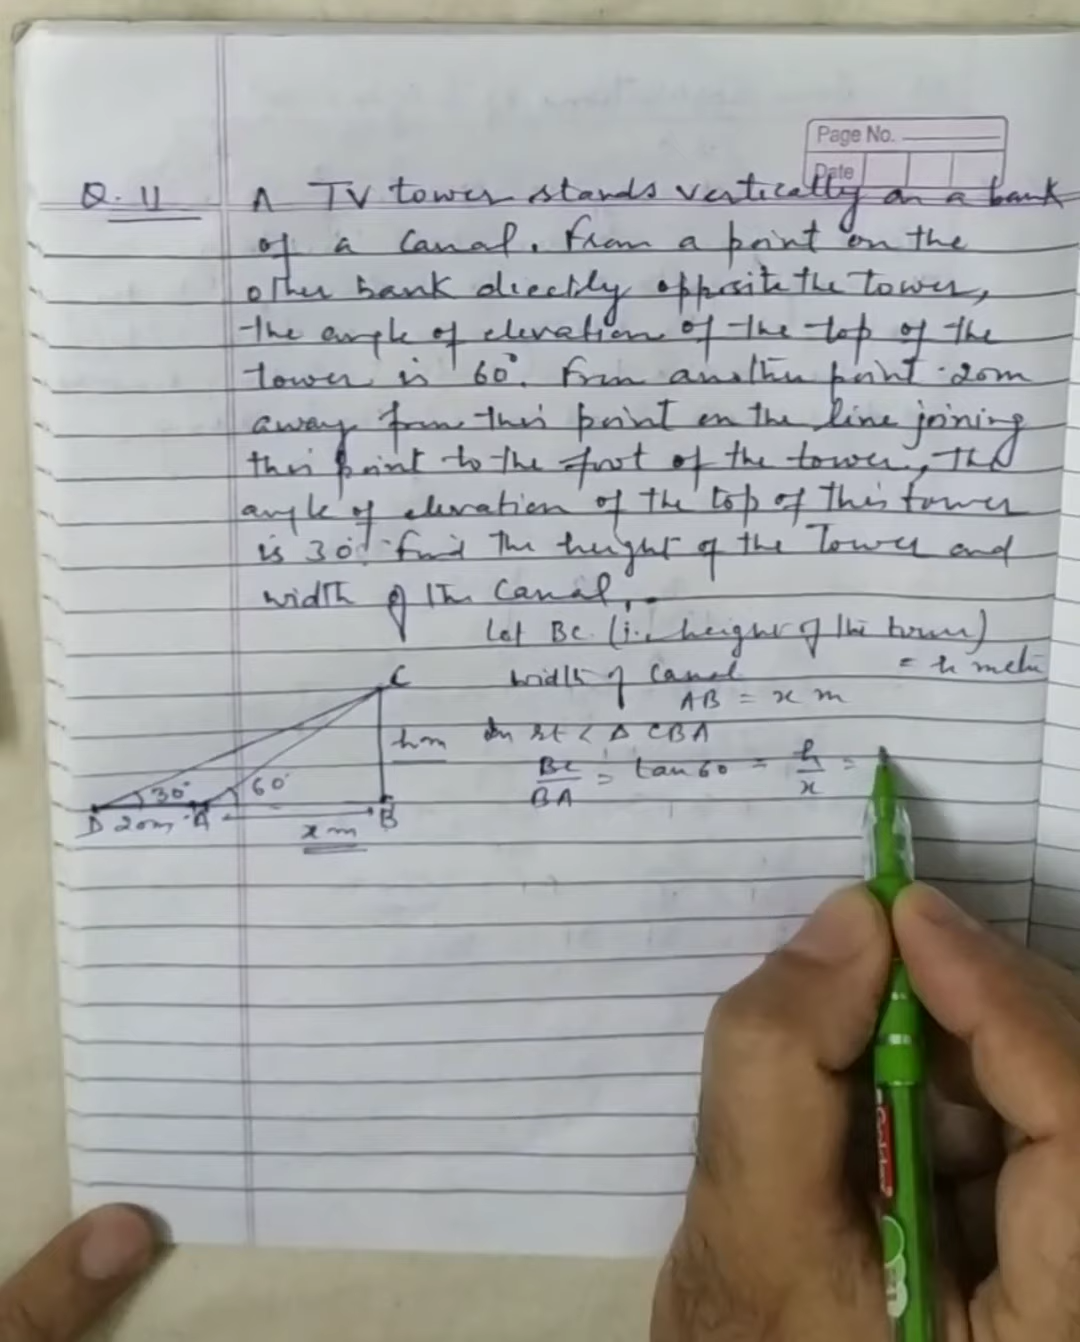 Page No.
Date
Q. 11 A TV tower stands vertically on a bank
of a Canal. From a point on the
other bank directly opposite the Tower,
the angle of elevation of the top of the
tower is 60°. From another point 20m
away from this point on the line joining
this point to the foot of the tower, the
angle of elevation of the top of this tower
is 30°. Find the height of the Tower and
width of the Canal.
Let BC (i.e height of the tower)
= h metre
width of Canal
AB = x m
In rt < Δ CBA
BC/BA = tan 60 = h/x =
C
h m
30°
60°
D 20m A
x m
B